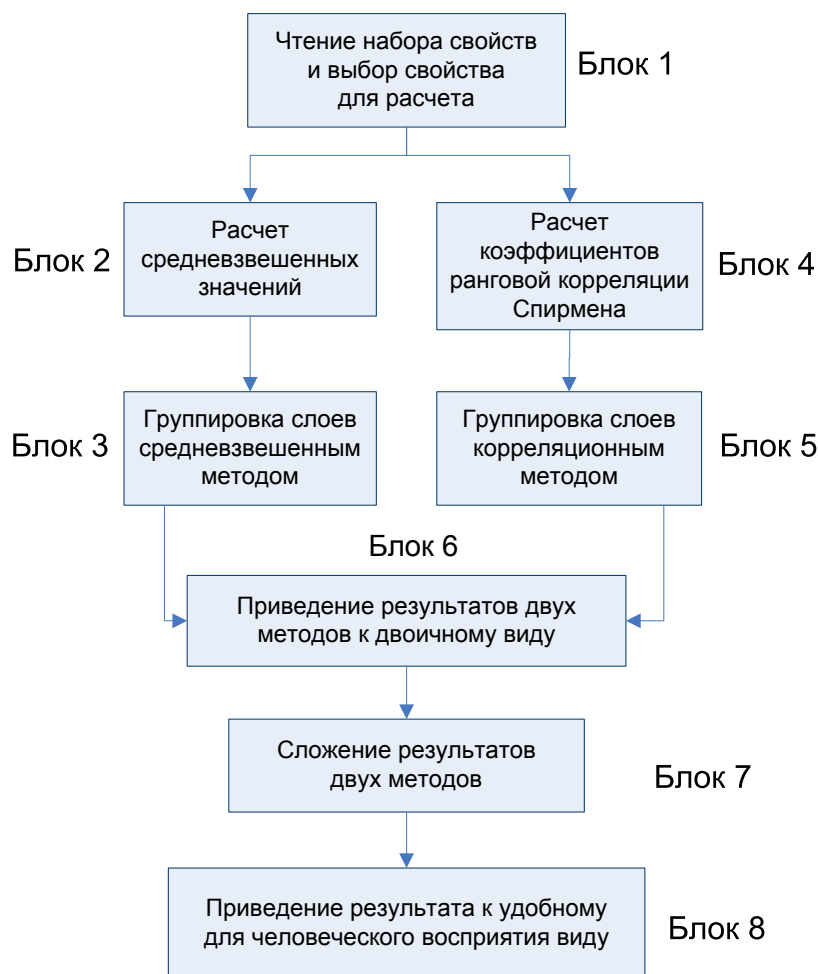 Чтение набора свойств
и выбор свойства
для расчета
Блок 1
Блок 2
Расчет
средневзвешенных
значений
Расчет
коэффициентов
ранговой корреляции
Спирмена
Блок 4
Блок 3
Группировка слоев
средневзвешенным
методом
Группировка слоев
корреляционным
методом
Блок 5
Блок 6
Приведение результатов двух
методов к двоичному виду
Сложение результатов
двух методов
Блок 7
Приведение результата к удобному
для человеческого восприятия виду
Блок 8